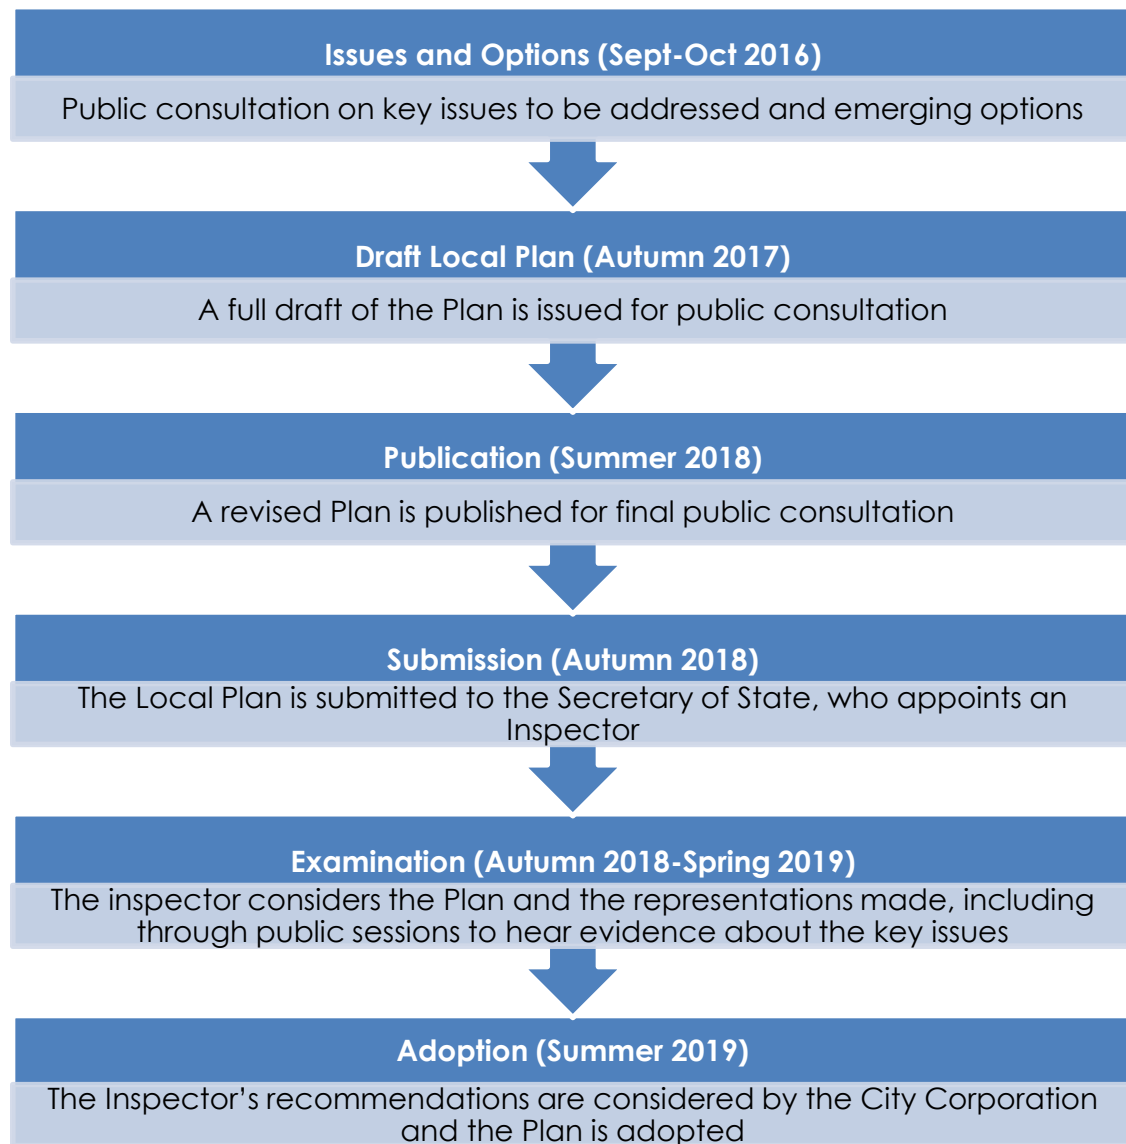 Issues and Options (Sept-Oct 2016)
Public consultation on key issues to be addressed and emerging options
Draft Local Plan (Autumn 2017)
A full draft of the Plan is issued for public consultation
Publication (Summer 2018)
A revised Plan is published for final public consultation
Submission (Autumn 2018)
The Local Plan is submitted to the Secretary of State, who appoints an
Inspector
Examination (Autumn 2018-Spring 2019)
The inspector considers the Plan and the representations made, including
through public sessions to hear evidence about the key issues
Adoption (Summer 2019)
The Inspector’s recommendations are considered by the City Corporation
and the Plan is adopted